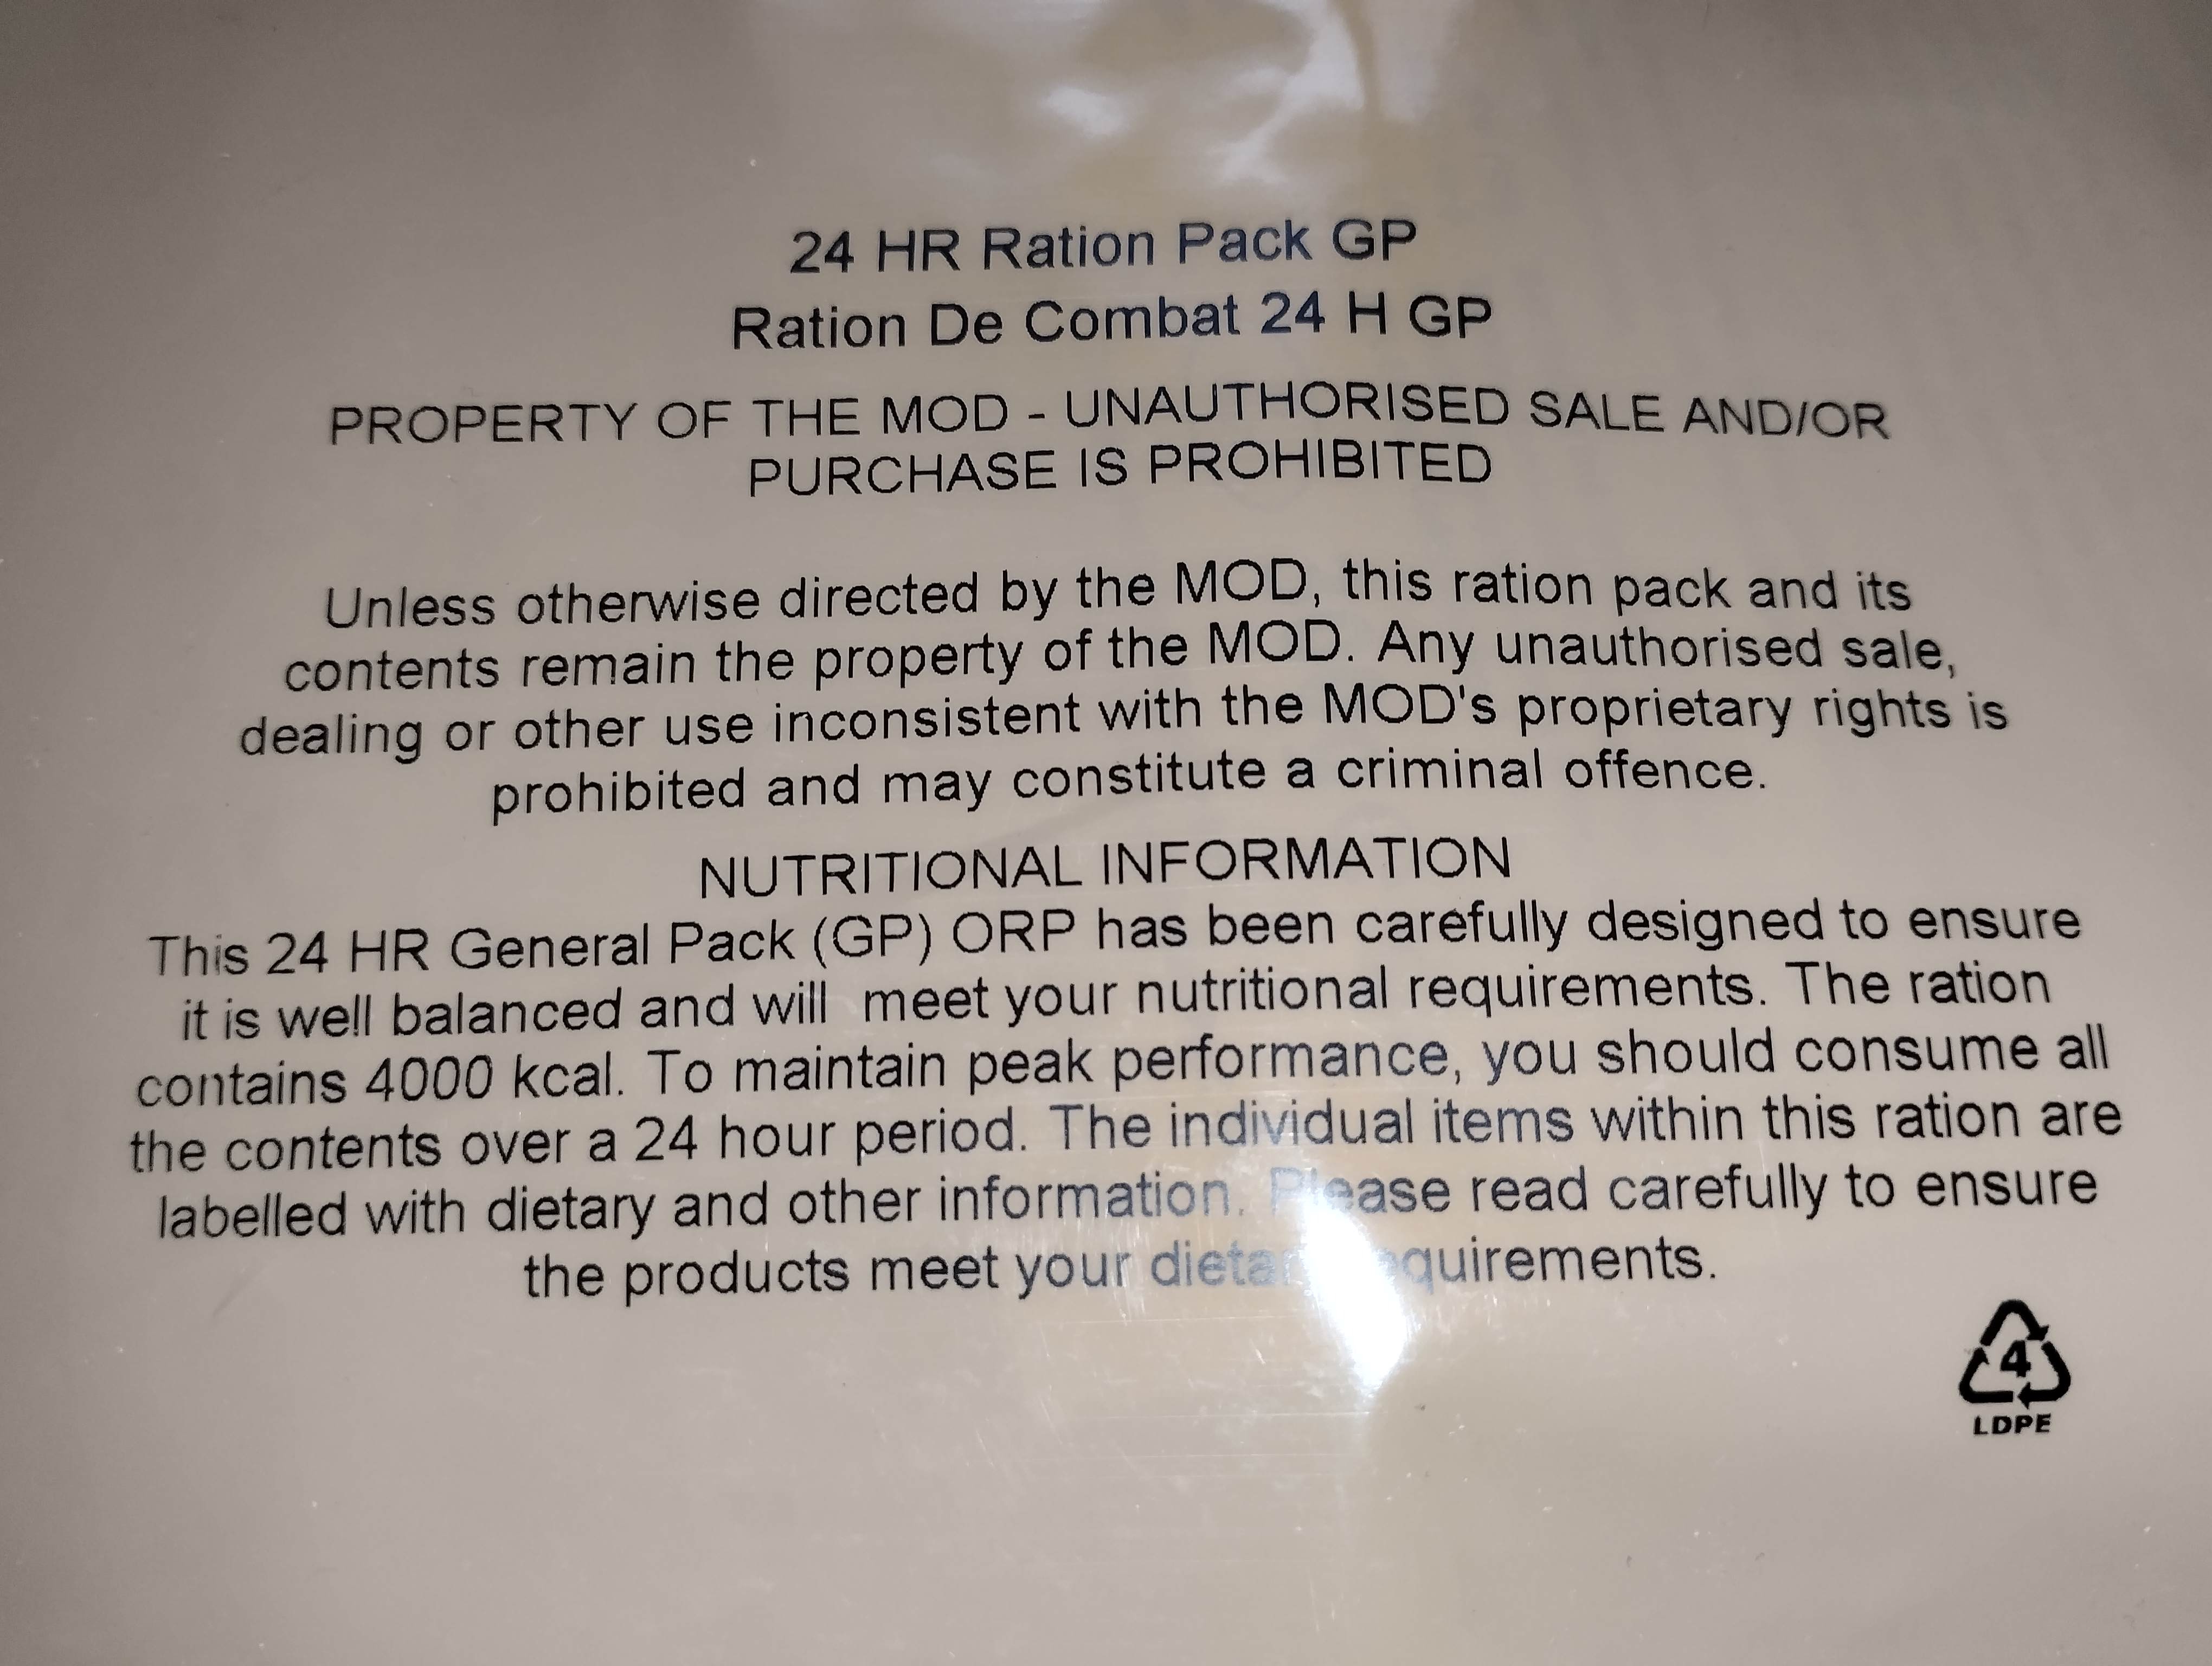 24 HR Ration Pack GP
Ration De Combat 24 H GP
PROPERTY OF THE MOD - UNAUTHORISED SALE AND/OR
PURCHASE IS PROHIBITED
Unless otherwise directed by the MOD, this ration pack and its
contents remain the property of the MOD. Any unauthorised sale,
dealing or other use inconsistent with the MOD's proprietary rights is
prohibited and may constitute a criminal offence.
NUTRITIONAL INFORMATION
This 24 HR General Pack (GP) ORP has been carefully designed to ensure
it is well balanced and will meet your nutritional requirements. The ration
contains 4000 kcal. To maintain peak performance, you should consume all
the contents over a 24 hour period. The individual items within this ration are
labelled with dietary and other information. Please read carefully to ensure
the products meet your dietary requirements.
4
LDPE